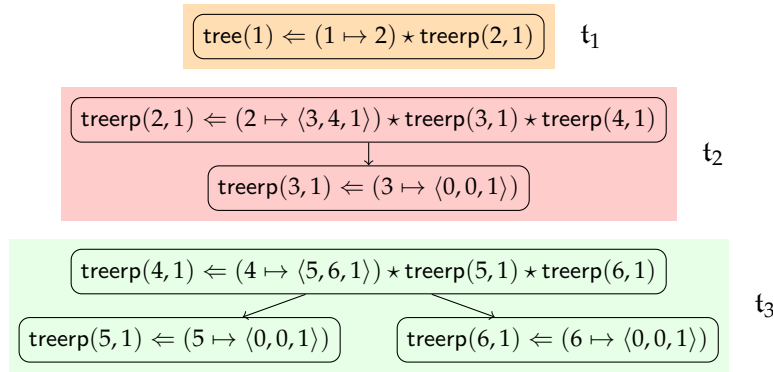 tree(1) ⇐ (1 ↦ 2) ⋆ treerp(2, 1) 𝔱₁
treerp(2, 1) ⇐ (2 ↦ ⟨3, 4, 1⟩) ⋆ treerp(3, 1) ⋆ treerp(4, 1)
𝔱₂
treerp(3, 1) ⇐ (3 ↦ ⟨0, 0, 1⟩)
treerp(4, 1) ⇐ (4 ↦ ⟨5, 6, 1⟩) ⋆ treerp(5, 1) ⋆ treerp(6, 1)
𝔱₃
treerp(5, 1) ⇐ (5 ↦ ⟨0, 0, 1⟩) treerp(6, 1) ⇐ (6 ↦ ⟨0, 0, 1⟩)